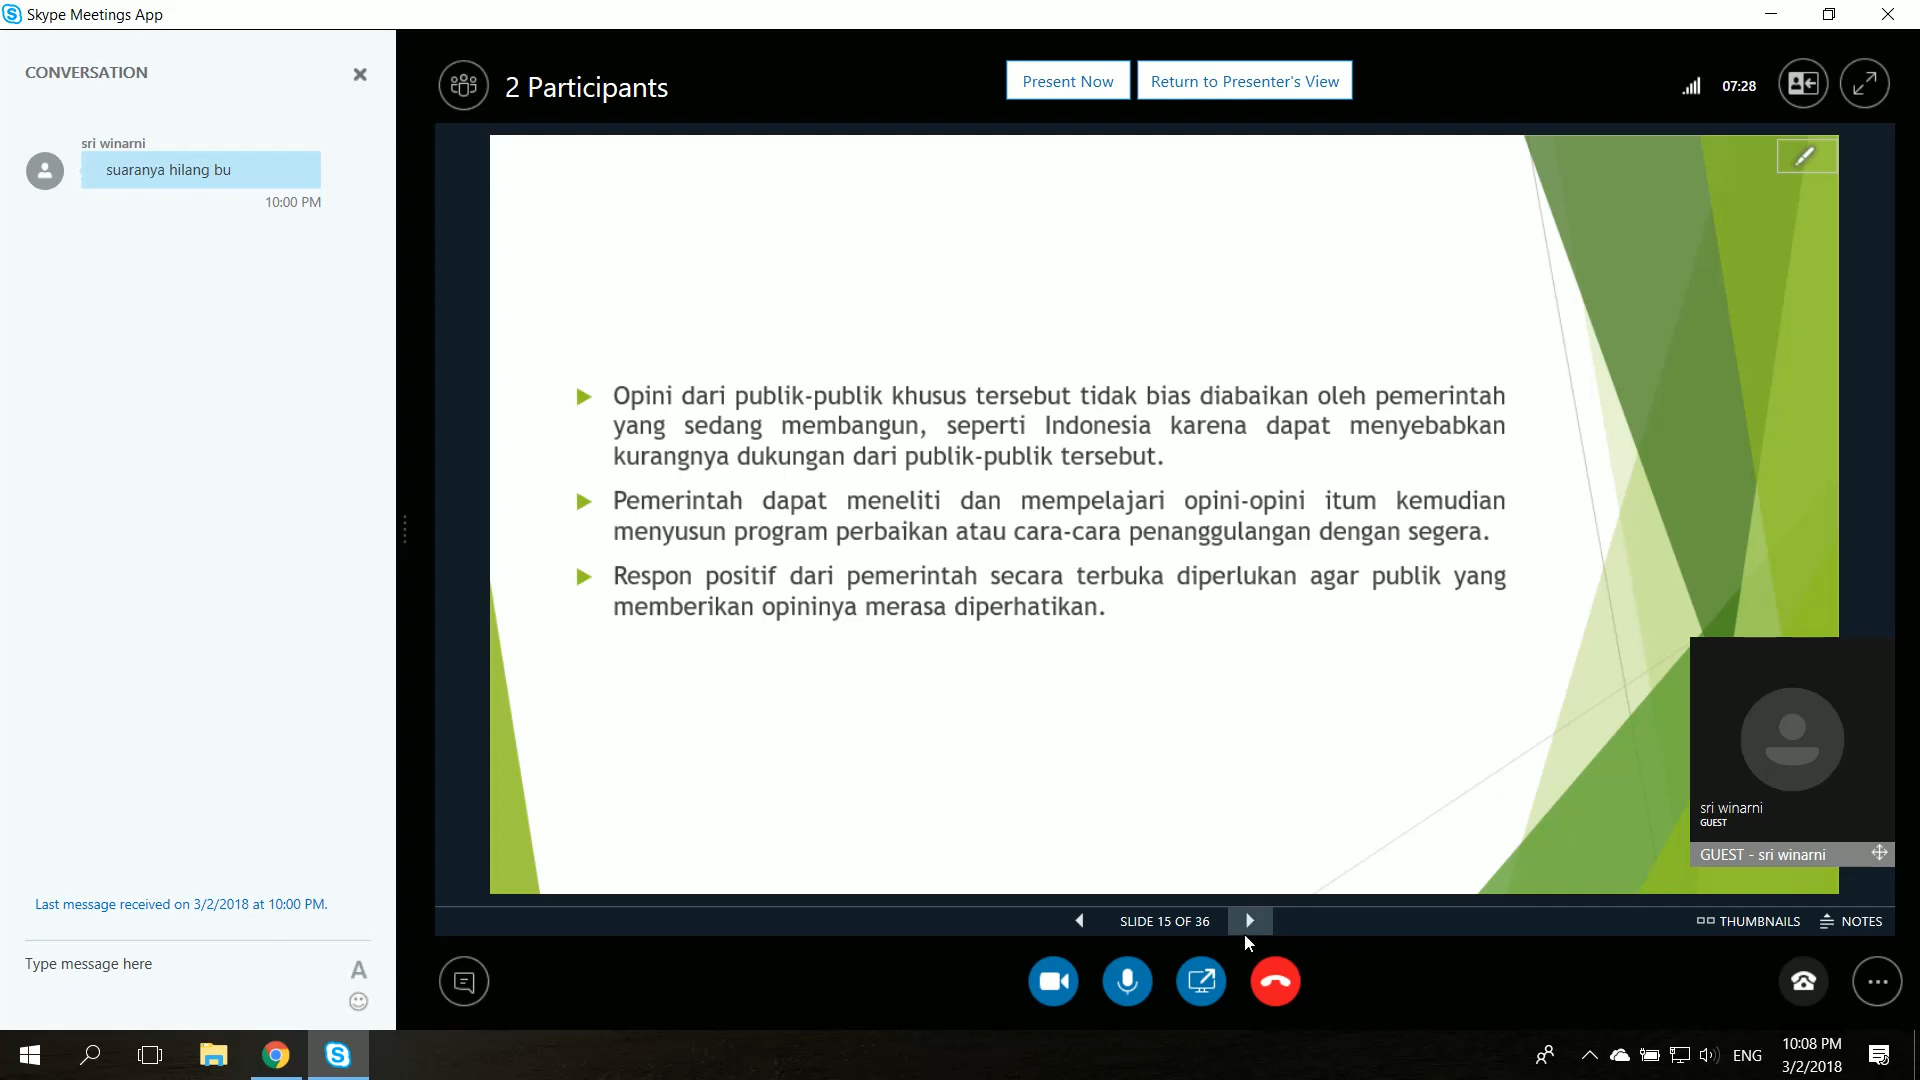 Skype Meetings App
CONVERSATION
sri winarni
suaranya hilang bu
10:00 PM
Last message received on 3/2/2018 at 10:00 PM.
Type message here
A
2 Participants
Present Now
Return to Presenter's View
07:28
Opini dari publik-publik khusus tersebut tidak bias diabaikan oleh pemerintah
yang sedang membangun, seperti Indonesia karena dapat menyebabkan
kurangnya dukungan dari publik-publik tersebut.
Pemerintah dapat meneliti dan mempelajari opini-opini itum kemudian
menyusun program perbaikan atau cara-cara penanggulangan dengan segera.
Respon positif dari pemerintah secara terbuka diperlukan agar publik yang
memberikan opininya merasa diperhatikan.
sri winarni
GUEST
GUEST - sri winarni
SLIDE 15 OF 36
THUMBNAILS
NOTES
ENG
10:08 PM
3/2/2018